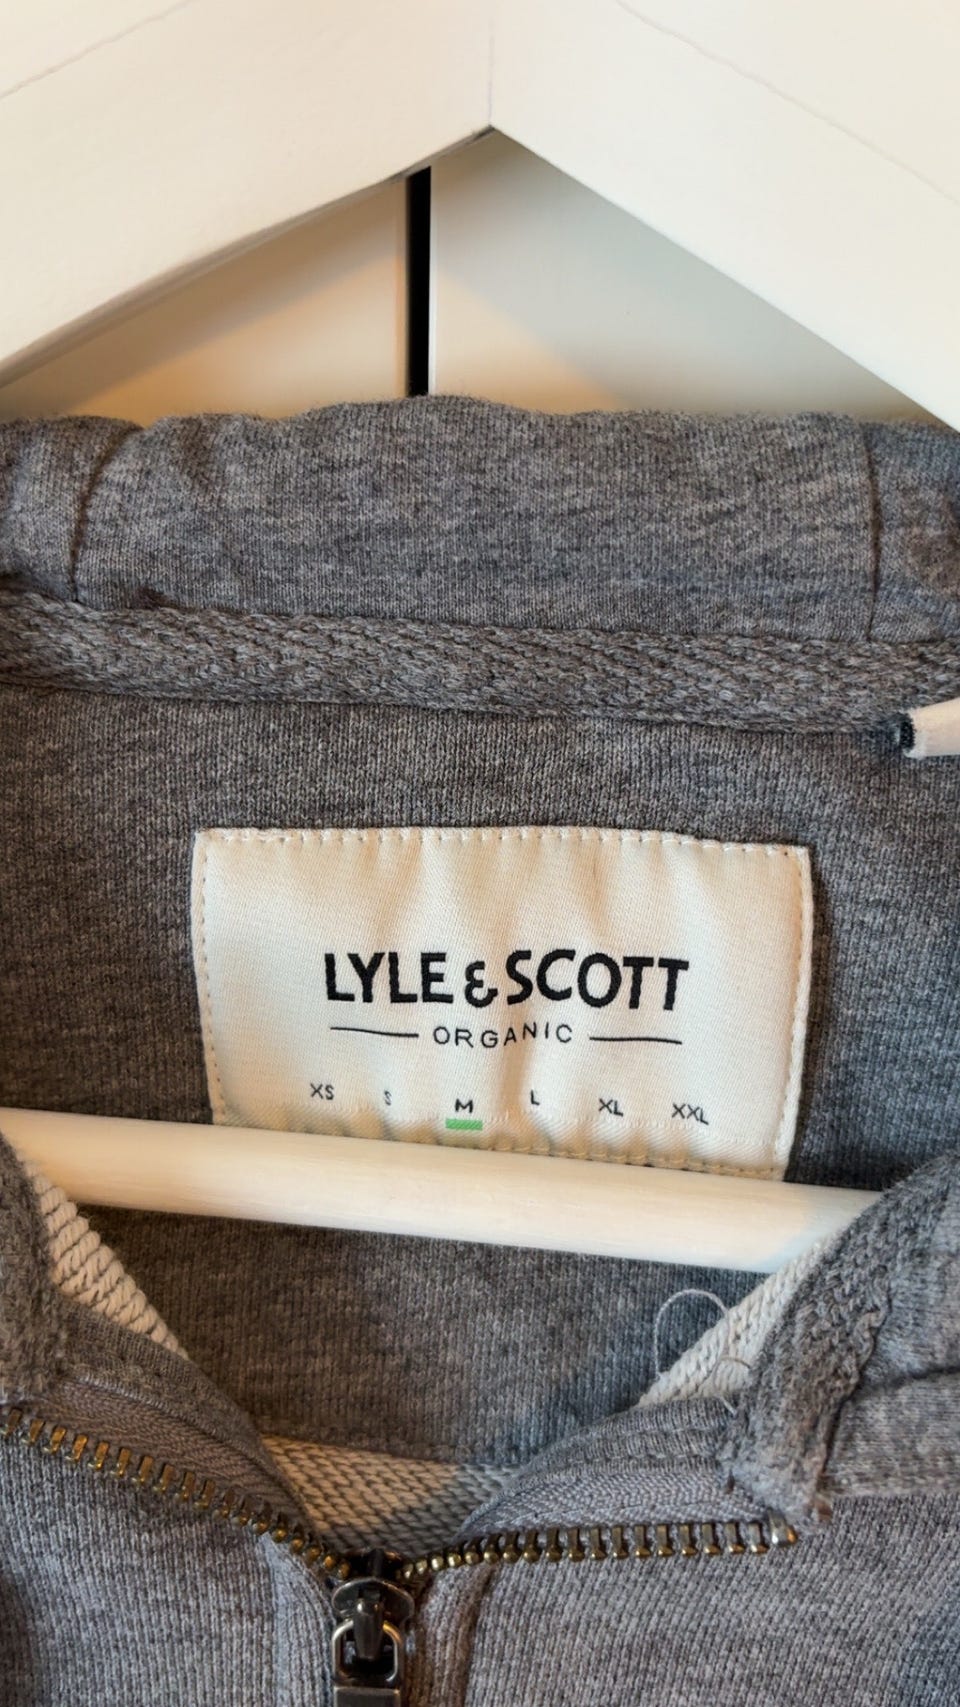 LYLE & SCOTT
ORGANIC
XS S M L XL XXL